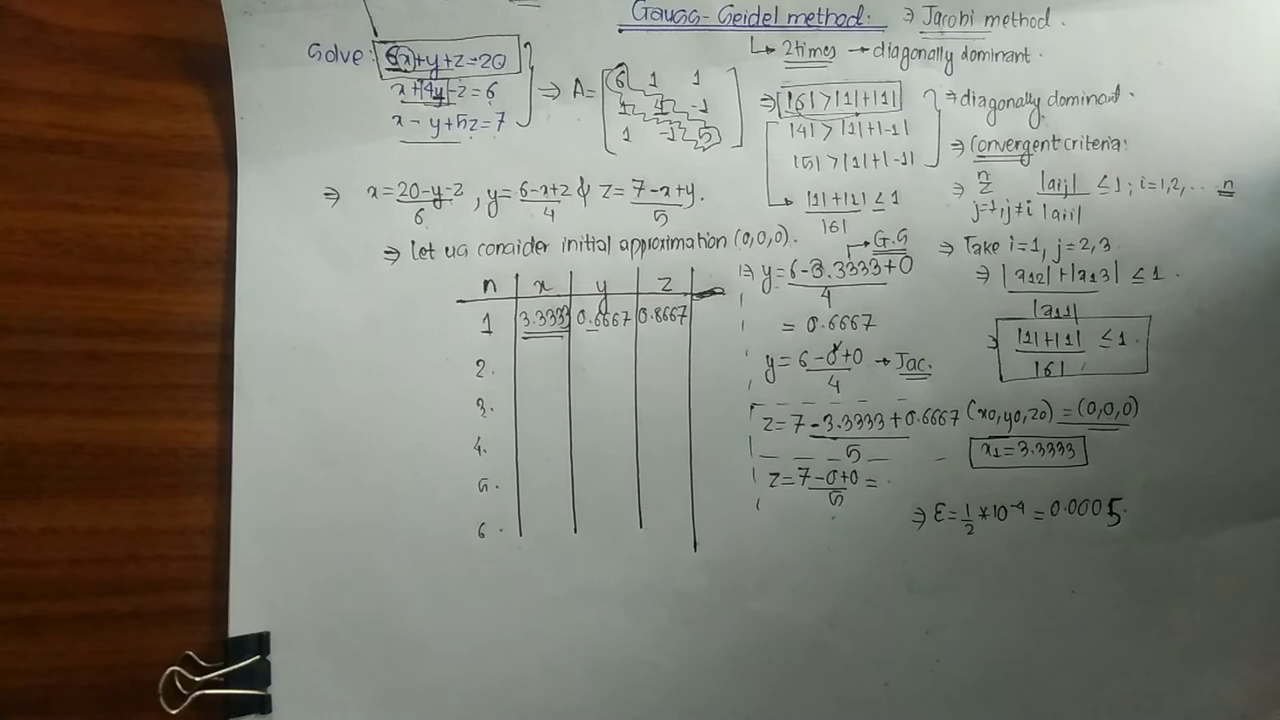 Gauss-Seidel method. ⇒ Jacobi method.
↳ 2 times → diagonally dominant.
Solve: 6x+y+z=20
x+4y-z=6
x-y+5z=7
⇒ A= [6 1 1
1 4 -1
1 -1 5]
⇒ |6| > |1|+|1|
|4| > |1|+|-1|
|5| > |1|+|-1|
⇒ diagonally dominant.
⇒ Convergent criteria:
|1|+|1| / |6| ≤ 1
⇒ n Σ j=1, j≠i |aij| / |aii| ≤ 1; i=1,2,.. n
⇒ x = 20-y-z / 6, y = 6-x+z / 4 & z = 7-x+y / 5.
⇒ Let us consider initial approximation (0,0,0).
⇒ Take i=1, j=2,3
⇒ |a12|+|a13| / |a11| ≤ 1.
⇒ |1|+|1| / |6| ≤ 1.
n x y z
1 3.3333 0.6667 0.8667
2.
3.
4.
5.
6.
G.S
⇒ y = 6-3.3333+0 / 4
= 0.6667
y = 6-0+0 / 4 → Jac.
z = 7-3.3333+0.6667 / 5
(x0,y0,z0) = (0,0,0)
x1=3.3333
z = 7-0+0 / 5 =
⇒ ε = 1/2 * 10-4 = 0.0005.